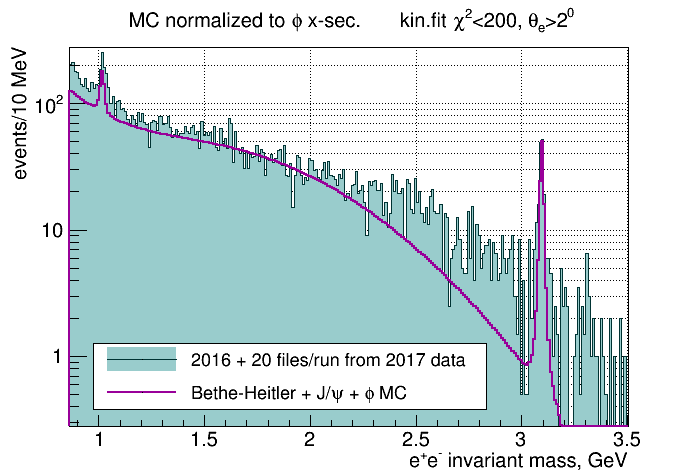 MC normalized to ϕ x-sec. kin.fit χ²<200, θₑ>2⁰
events/10 MeV
10²
10
1
2016 + 20 files/run from 2017 data
Bethe-Heitler + J/ψ + ϕ MC
1 1.5 2 2.5 3 3.5
e⁺e⁻ invariant mass, GeV